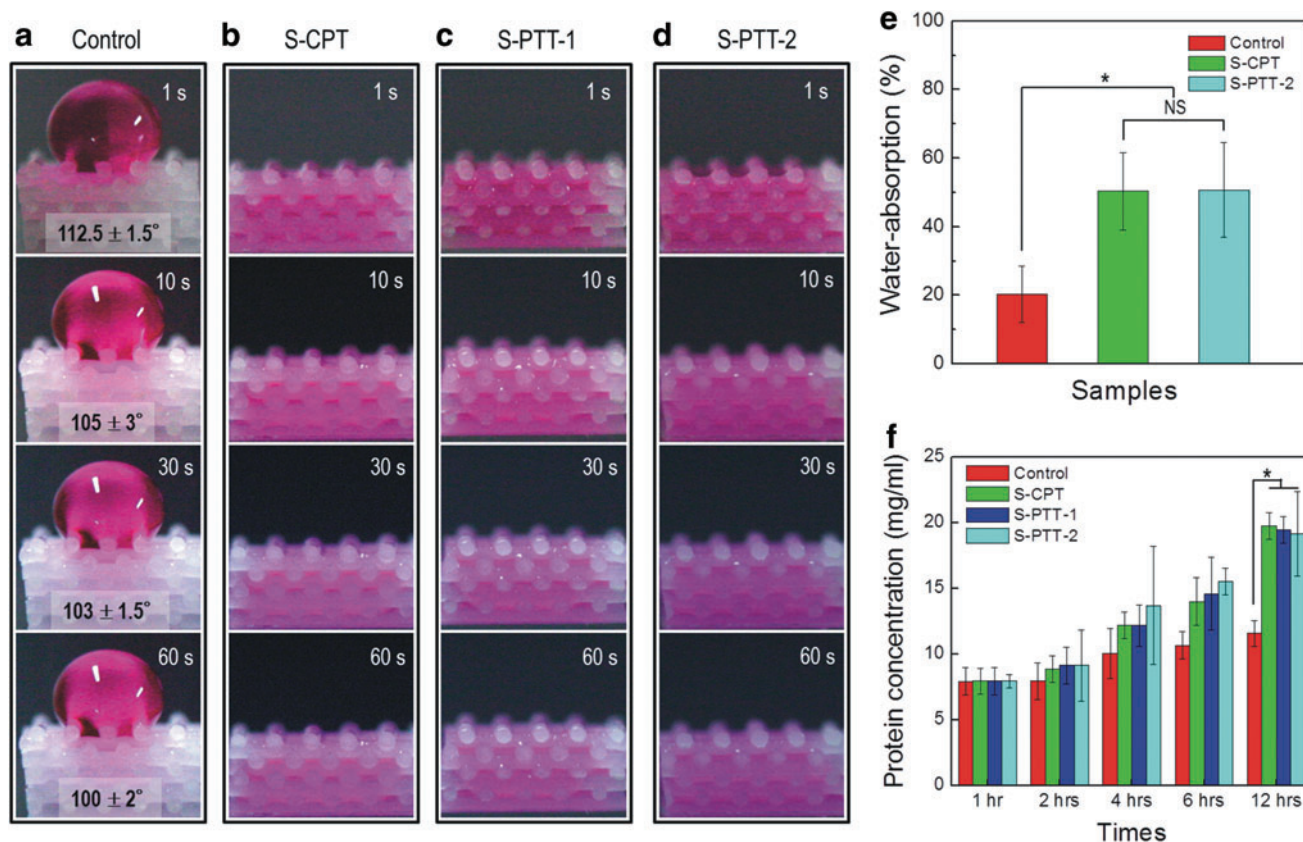 a Control
1 s
112.5 ± 1.5°
10 s
105 ± 3°
30 s
103 ± 1.5°
60 s
100 ± 2°
b S-CPT
1 s
10 s
30 s
60 s
c S-PTT-1
1 s
10 s
30 s
60 s
d S-PTT-2
1 s
10 s
30 s
60 s
e
Water-absorption (%)
100
80
60
40
20
0
Control
S-CPT
S-PTT-2
*
NS
Samples
f
Protein concentration (mg/ml)
25
20
15
10
5
0
Control
S-CPT
S-PTT-1
S-PTT-2
*
1 hr 2 hrs 4 hrs 6 hrs 12 hrs
Times